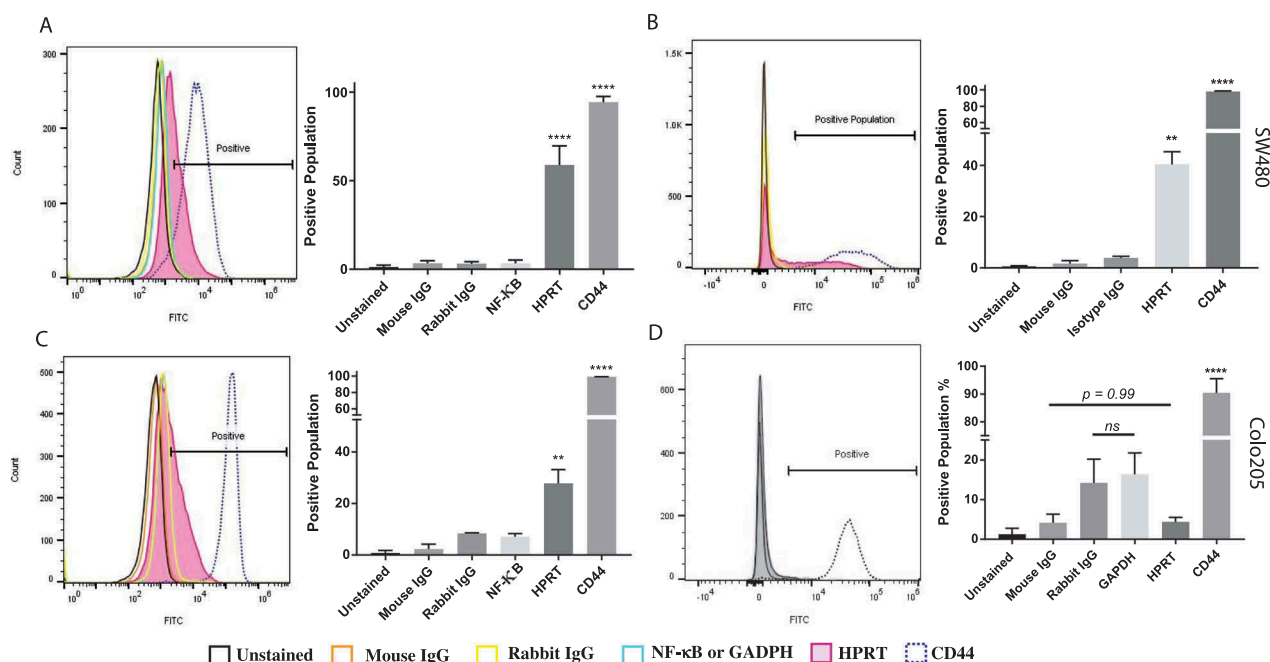 A
300
200
100
0
Count
Positive
10^0 10^2 10^4 10^6
FITC
100
50
0
Positive Population
****
****
Unstained
Mouse IgG
Rabbit IgG
NF-KB
HPRT
CD44
B
1.5K
1.0K
500
0
Positive Population
-10^4 0 10^4 10^5 10^6
FITC
100
80
60
40
20
0
Positive Population
**
****
Unstained
Mouse IgG
Isotype IgG
HPRT
CD44
SW480
C
500
400
300
200
100
0
Count
Positive
10^0 10^2 10^4 10^6
FITC
100
80
60
40
20
0
Positive Population
**
****
Unstained
Mouse IgG
Rabbit IgG
NF-KB
HPRT
CD44
D
600
400
200
0
Positive
-10^4 0 10^4 10^5 10^6
FITC
100
90
80
20
10
0
Positive Population %
p = 0.99
ns
****
Unstained
Mouse IgG
Rabbit IgG
GAPDH
HPRT
CD44
Colo205
Unstained Mouse IgG Rabbit IgG NF-κB or GADPH HPRT CD44